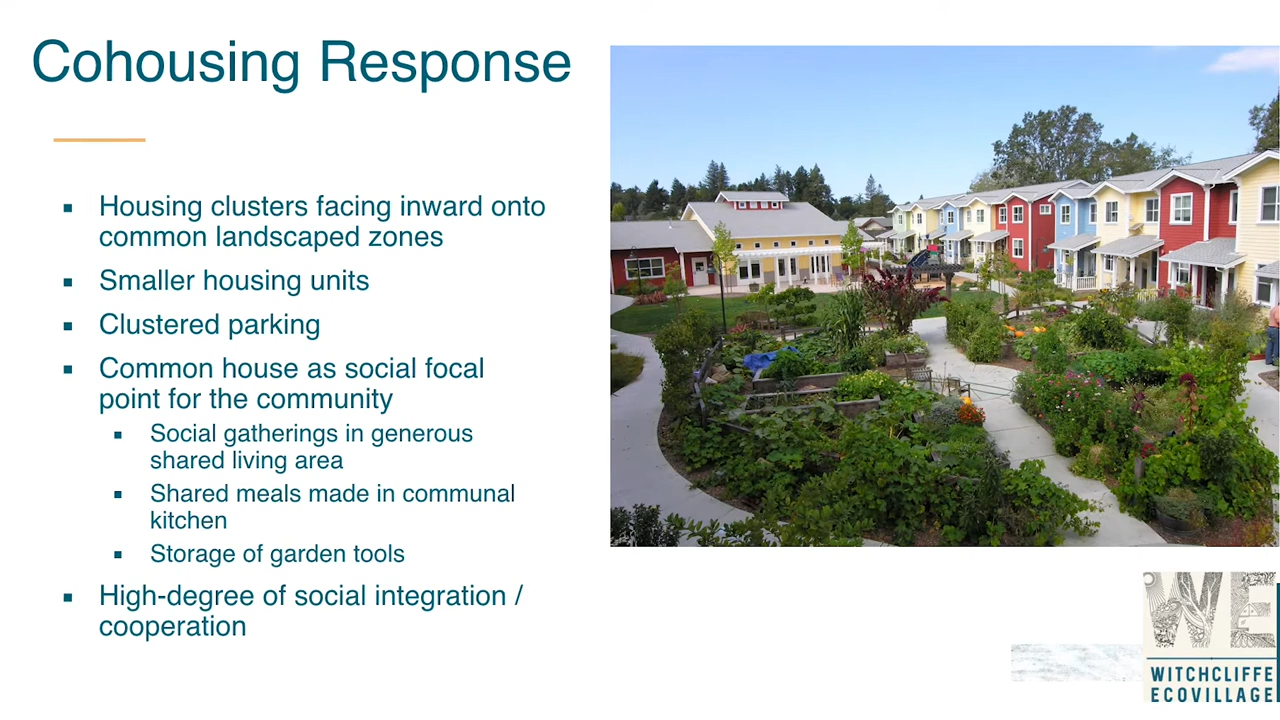 Cohousing Response
▪ Housing clusters facing inward onto
common landscaped zones
▪ Smaller housing units
▪ Clustered parking
▪ Common house as social focal
point for the community
▪ Social gatherings in generous
shared living area
▪ Shared meals made in communal
kitchen
▪ Storage of garden tools
▪ High-degree of social integration /
cooperation
WE
WITCHCLIFFE
ECOVILLAGE